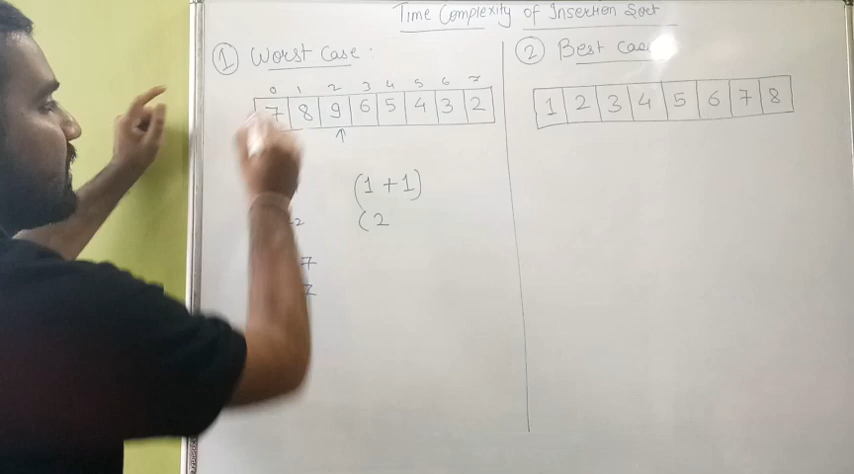 Time Complexity of Insertion Sort
① Worst Case:
0 1 2 3 4 5 6 7
7 8 9 6 5 4 3 2
↑
(1+1)
(2
-2
7
② Best Cas
1 2 3 4 5 6 7 8